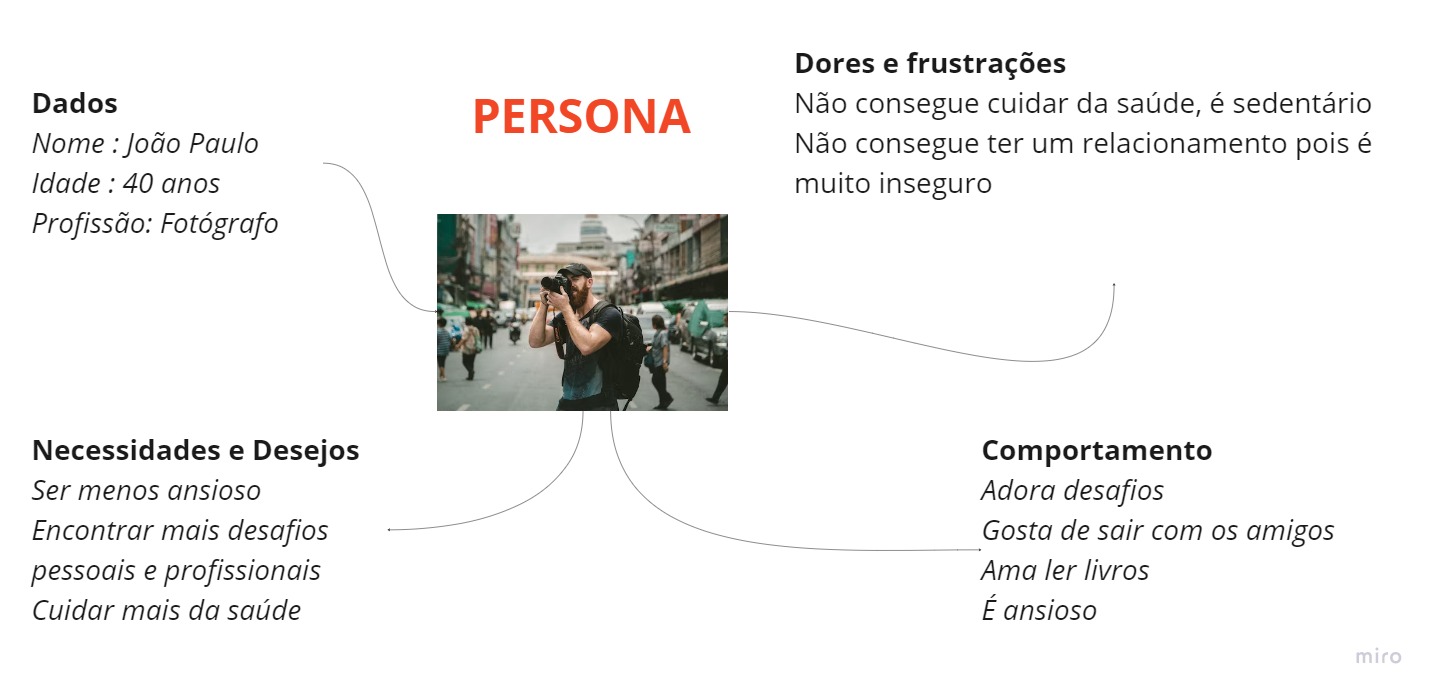 PERSONA
Dados
Nome : João Paulo
Idade : 40 anos
Profissão: Fotógrafo
Dores e frustrações
Não consegue cuidar da saúde, é sedentário
Não consegue ter um relacionamento pois é
muito inseguro
Necessidades e Desejos
Ser menos ansioso
Encontrar mais desafios
pessoais e profissionais
Cuidar mais da saúde
Comportamento
Adora desafios
Gosta de sair com os amigos
Ama ler livros
É ansioso
miro